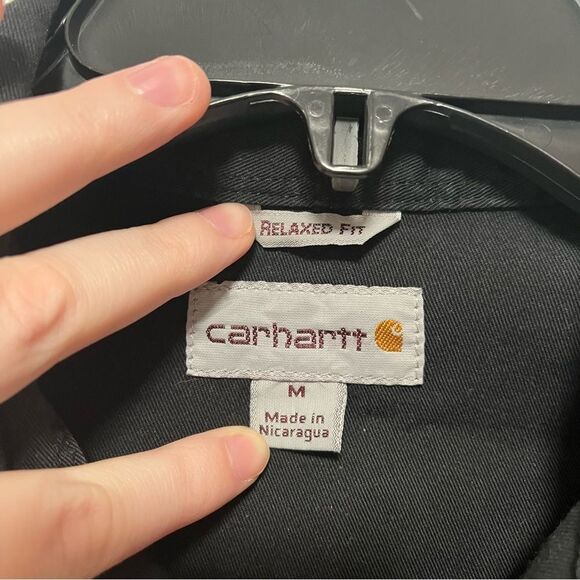 RELAXED FIT
carhartt
M
Made in
Nicaragua